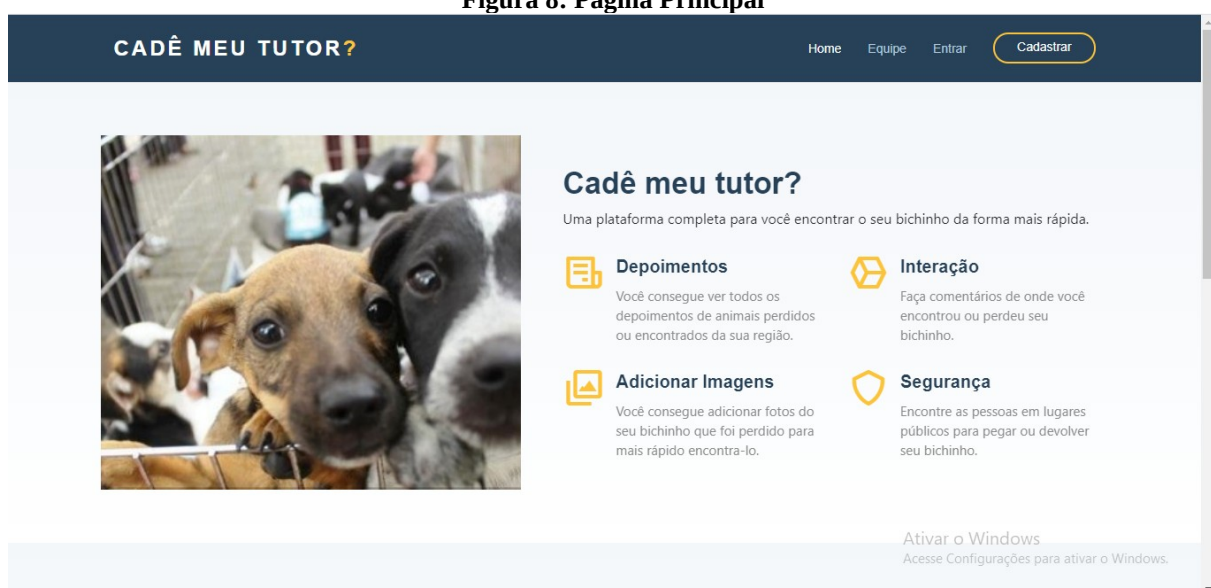 Figura 8: Página Principal
CADÊ MEU TUTOR?
Home Equipe Entrar Cadastrar
Cadê meu tutor?
Uma plataforma completa para você encontrar o seu bichinho da forma mais rápida.
Depoimentos
Você consegue ver todos os
depoimentos de animais perdidos
ou encontrados da sua região.
Interação
Faça comentários de onde você
encontrou ou perdeu seu
bichinho.
Adicionar Imagens
Você consegue adicionar fotos do
seu bichinho que foi perdido para
mais rápido encontra-lo.
Segurança
Encontre as pessoas em lugares
públicos para pegar ou devolver
seu bichinho.
Ativar o Windows
Acesse Configurações para ativar o Windows.